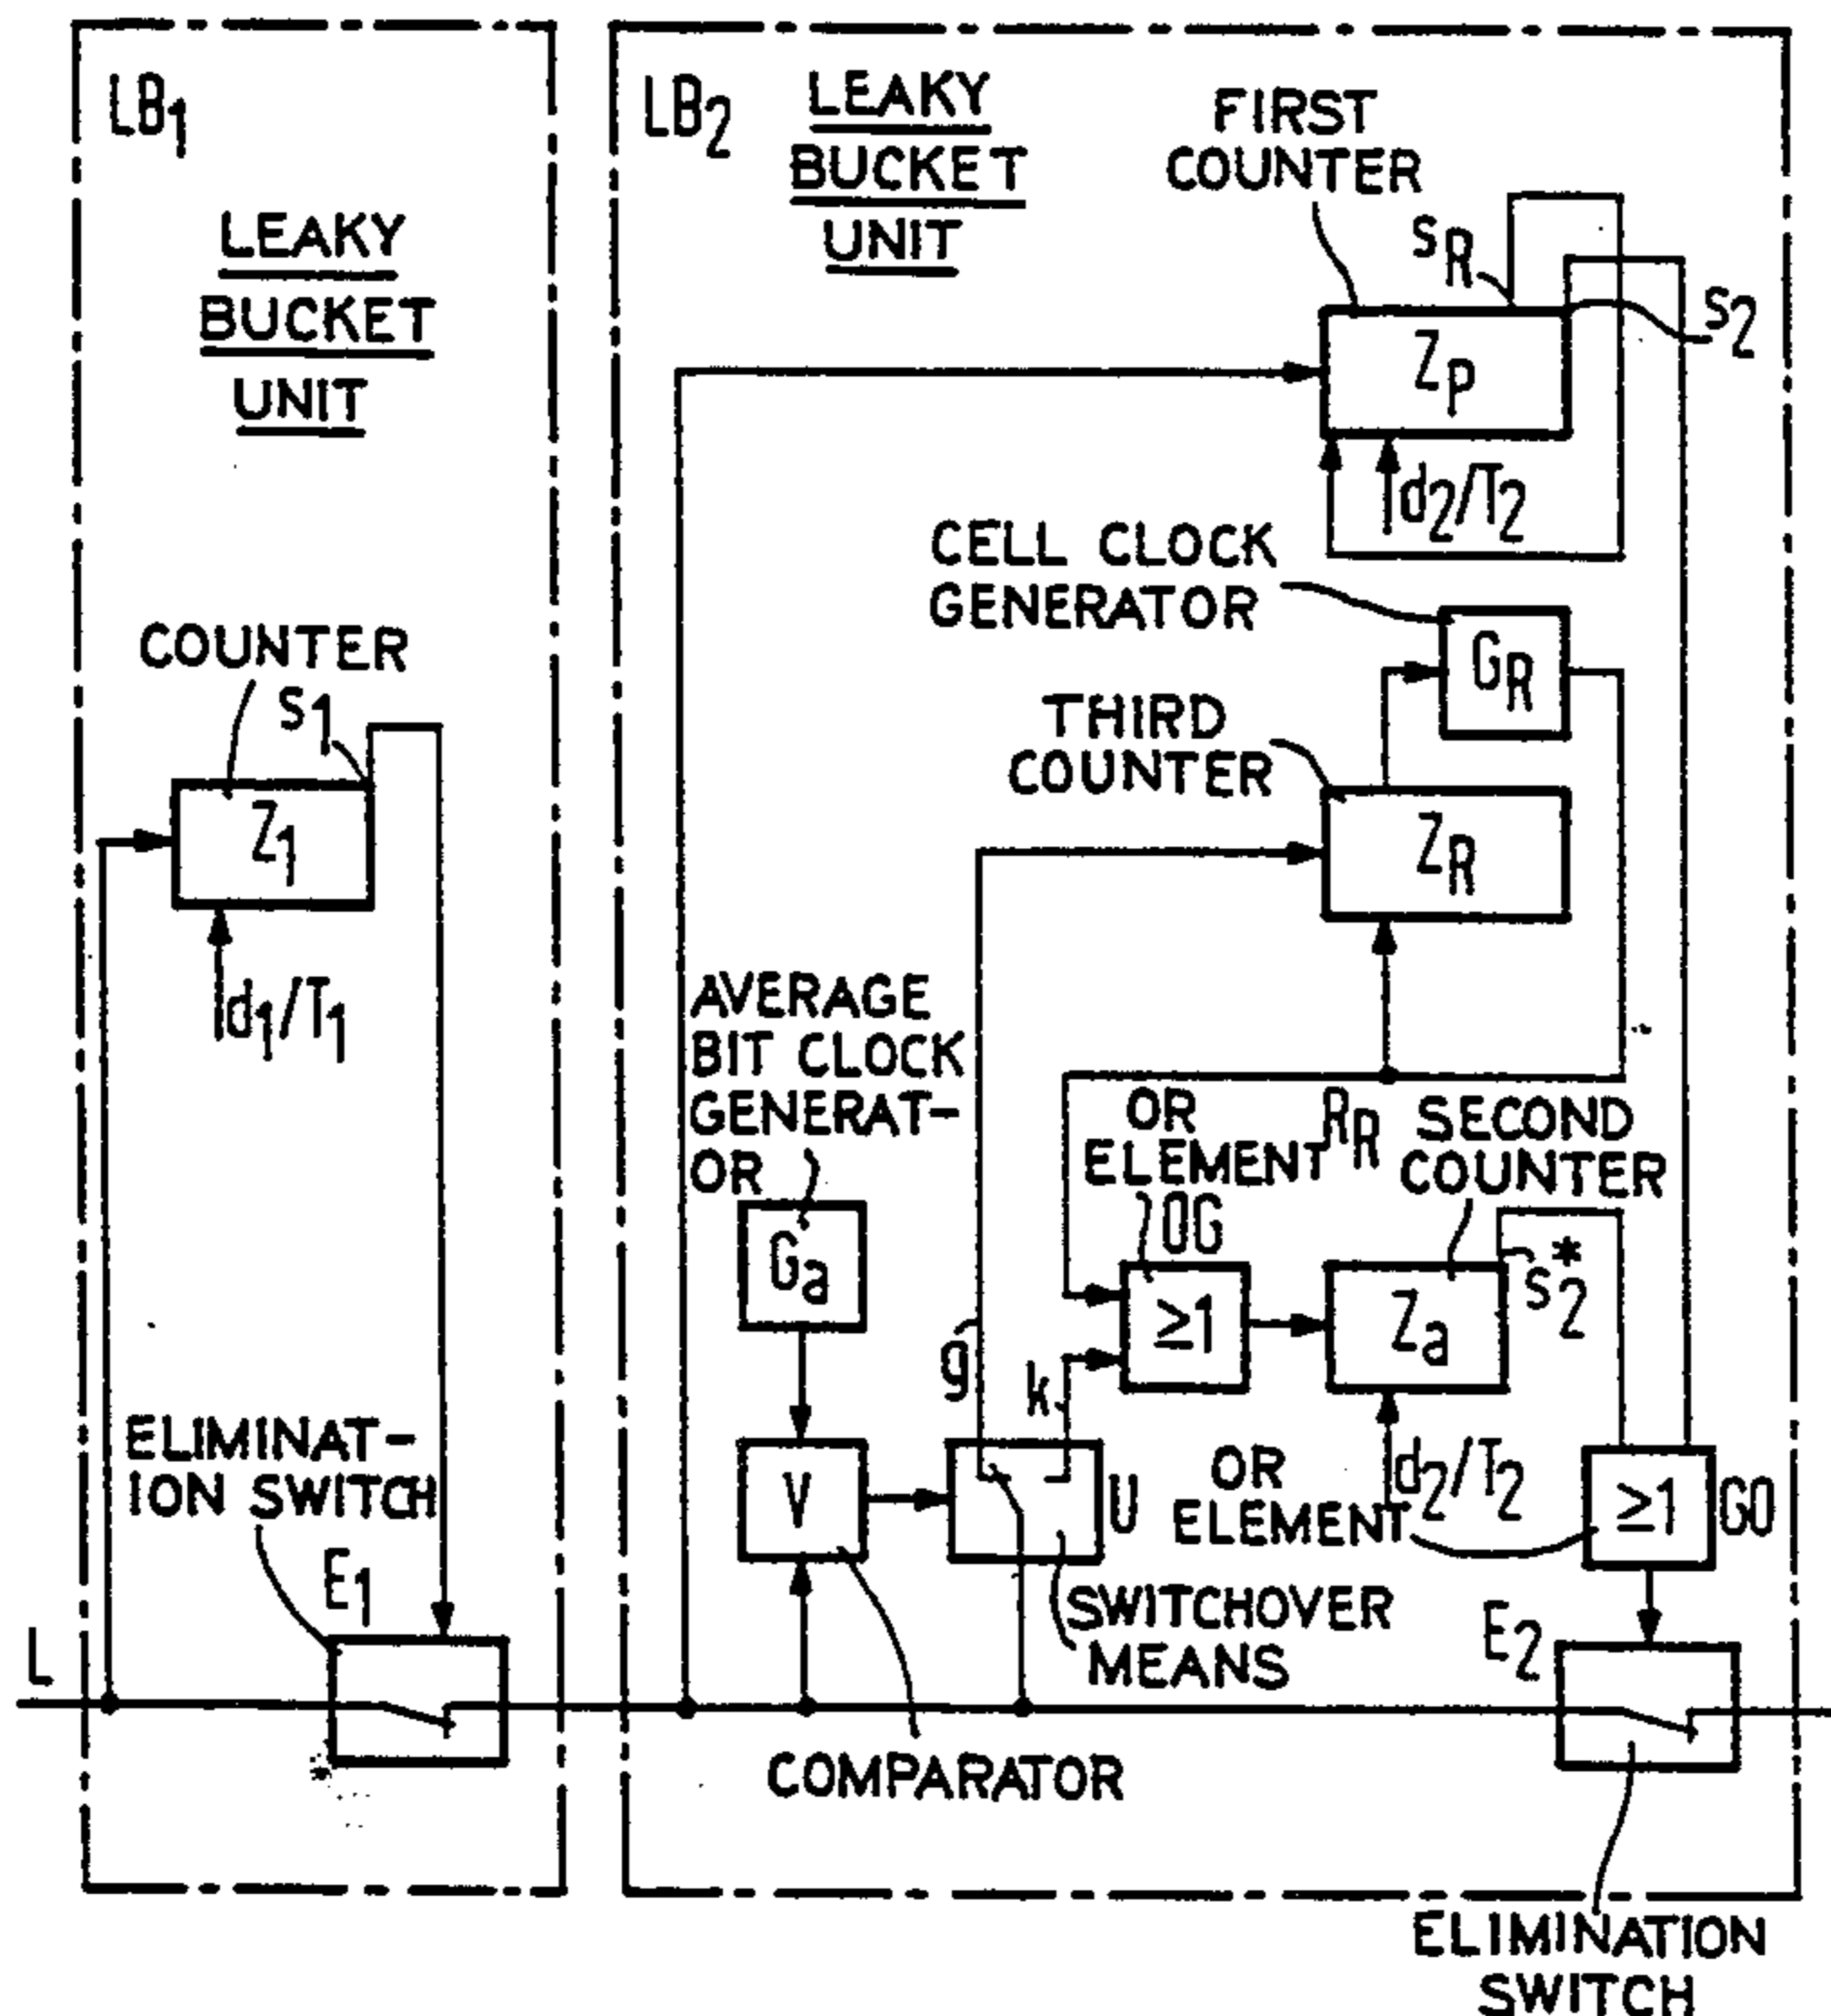 LB1
LEAKY
BUCKET
UNIT
COUNTER
s1
Z1
d1/T1
ELIMINAT-
ION SWITCH
E1
L
LB2
LEAKY
BUCKET
UNIT
FIRST
COUNTER
sR
s2
ZP
d2/T2
CELL CLOCK
GENERATOR
GR
THIRD
COUNTER
ZR
AVERAGE
BIT CLOCK
GENERAT-
OR
Ga
OR
ELEMENT
OG
RR
SECOND
COUNTER
≥1
Za
s2*
g
k
V
U
OR
ELEMENT
d2/T2
≥1
GO
SWITCHOVER
MEANS
E2
COMPARATOR
ELIMINATION
SWITCH